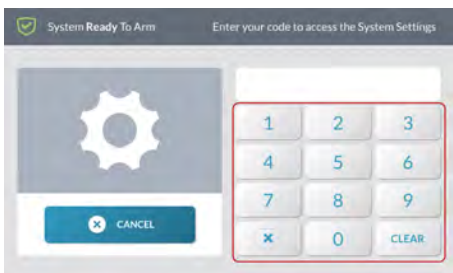 System Ready To Arm
Enter your code to access the System Settings
1 2 3
4 5 6
7 8 9
× 0 CLEAR
× CANCEL